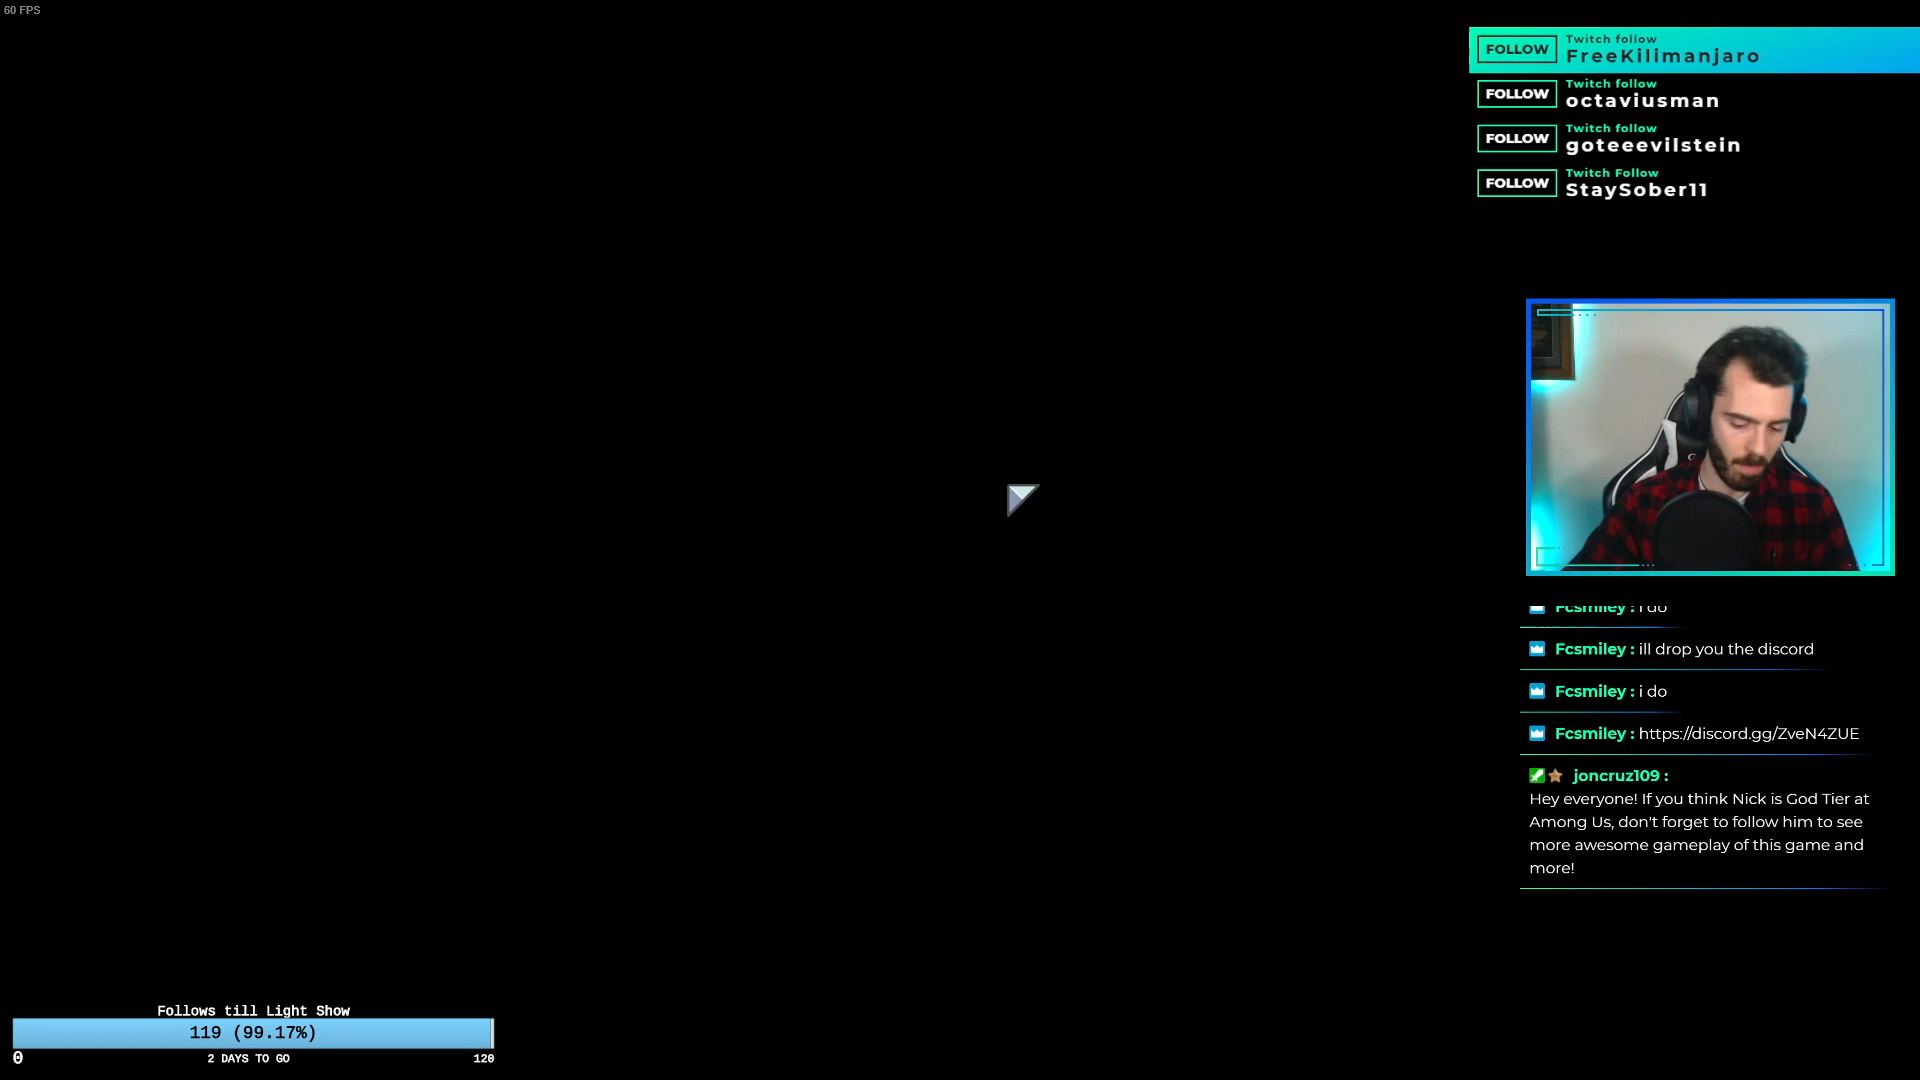 60 FPS
FOLLOW
Twitch follow
FreeKilimanjaro
FOLLOW
Twitch follow
octaviusman
FOLLOW
Twitch follow
goteeevilstein
FOLLOW
Twitch Follow
StaySober11
Fcsmiley : i do
Fcsmiley : ill drop you the discord
Fcsmiley : i do
Fcsmiley : https://discord.gg/ZveN4ZUE
joncruz109 :
Hey everyone! If you think Nick is God Tier at
Among Us, don't forget to follow him to see
more awesome gameplay of this game and
more!
Follows till Light Show
119 (99.17%)
0
2 DAYS TO GO
120